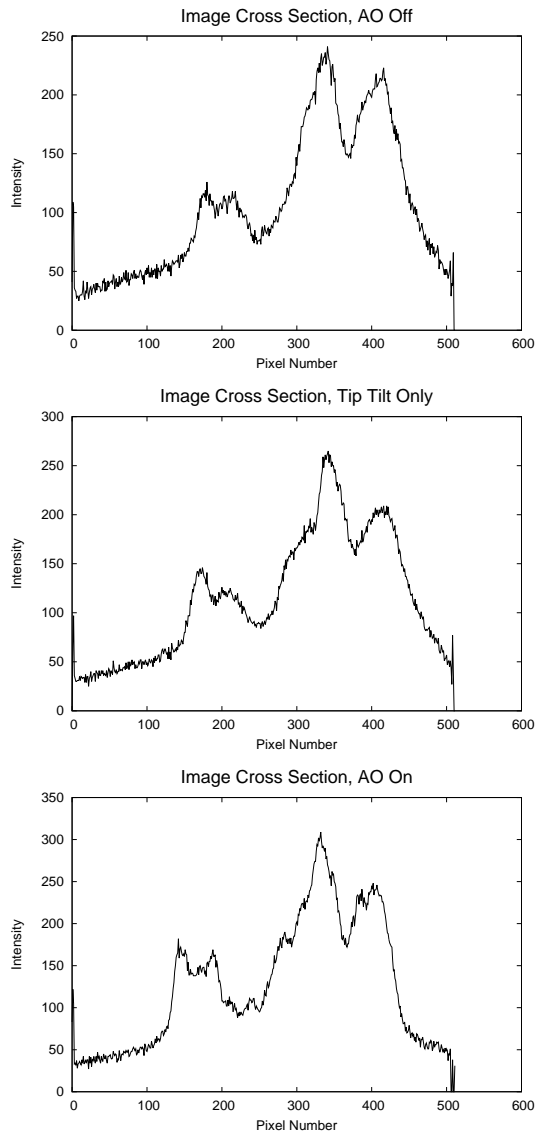 Image Cross Section, AO Off
250
200
150
100
50
0
Intensity
0 100 200 300 400 500 600
Pixel Number
Image Cross Section, Tip Tilt Only
300
250
200
150
100
50
0
Intensity
0 100 200 300 400 500 600
Pixel Number
Image Cross Section, AO On
350
300
250
200
150
100
50
0
Intensity
0 100 200 300 400 500 600
Pixel Number